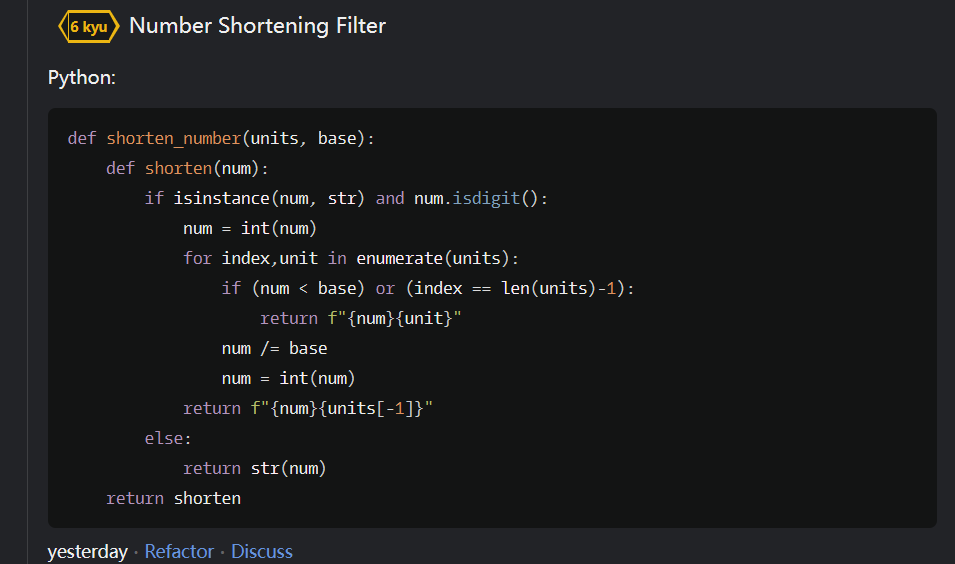 6 kyu Number Shortening Filter
Python:
def shorten_number(units, base):
    def shorten(num):
        if isinstance(num, str) and num.isdigit():
            num = int(num)
            for index,unit in enumerate(units):
                if (num < base) or (index == len(units)-1):
                    return f"{num}{unit}"
                num /= base
                num = int(num)
            return f"{num}{units[-1]}"
        else:
            return str(num)
    return shorten
yesterday · Refactor · Discuss